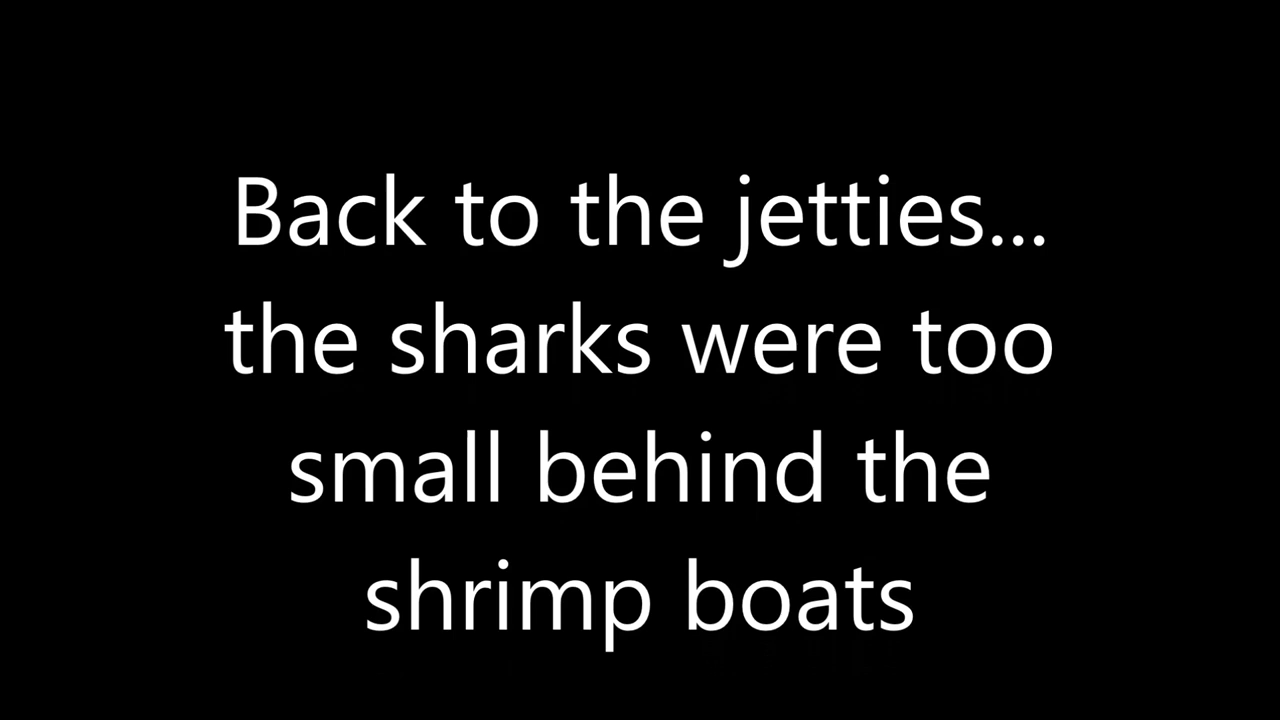 Back to the jetties...
the sharks were too
small behind the
shrimp boats